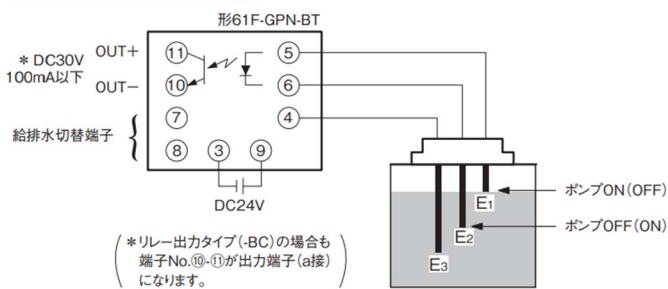 形61F-GPN-BT
＊DC30V
100mA以下
OUT＋
OUT－
⑪
⑩
⑦
⑧
③
⑨
⑤
⑥
④
給排水切替端子
DC24V
E1
E2
E3
ポンプON(OFF)
ポンプOFF(ON)
＊リレー出力タイプ(-BC)の場合も
端子No.⑩-⑪が出力端子(a接)
になります。